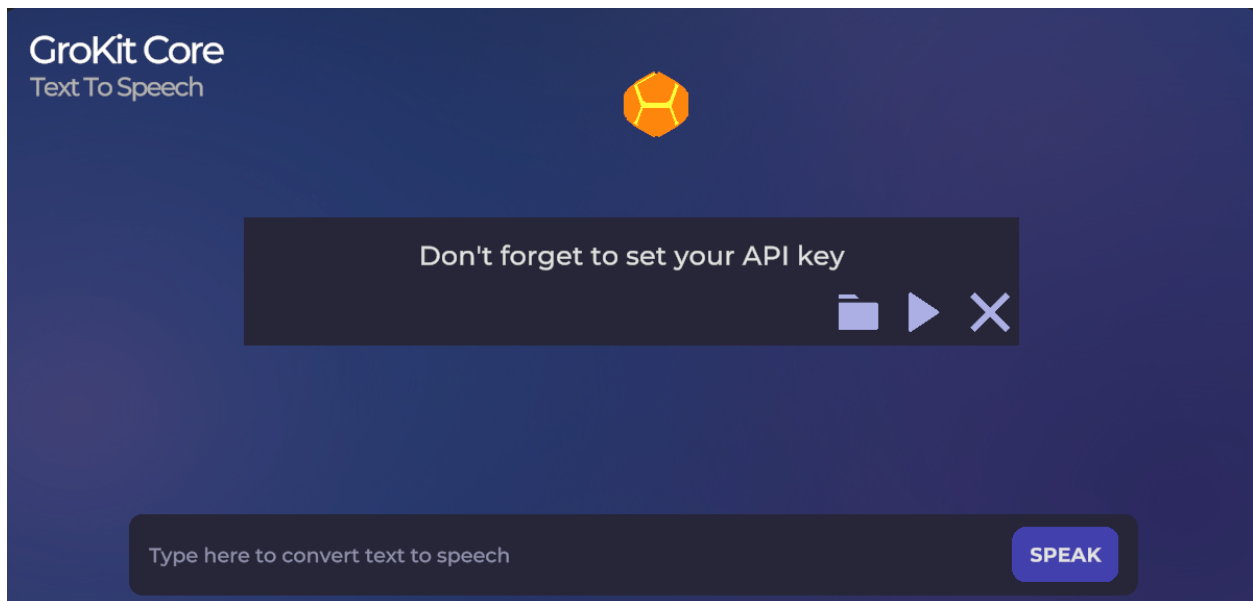 GroKit Core
Text To Speech
Don't forget to set your API key
Type here to convert text to speech
SPEAK